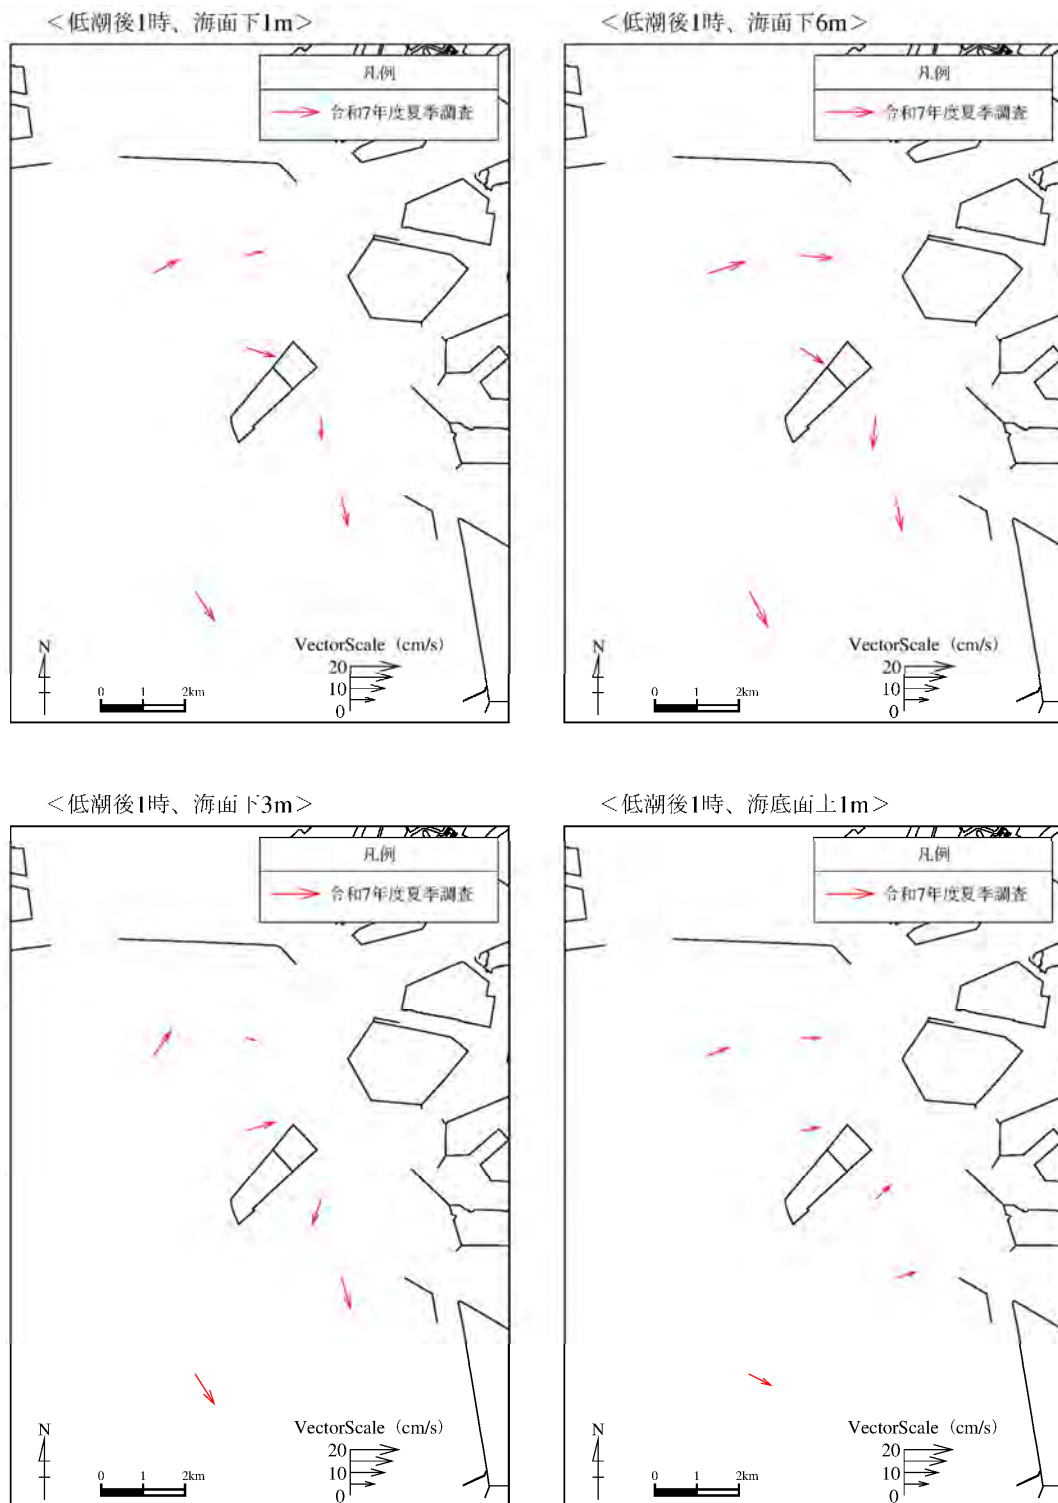 ＜低潮後1時、海面下1m＞
凡例
令和7年度夏季調査
N
0 1 2km
VectorScale (cm/s)
20
10
0
＜低潮後1時、海面下6m＞
凡例
令和7年度夏季調査
N
0 1 2km
VectorScale (cm/s)
20
10
0
＜低潮後1時、海面下3m＞
凡例
令和7年度夏季調査
N
0 1 2km
VectorScale (cm/s)
20
10
0
＜低潮後1時、海底面上1m＞
凡例
令和7年度夏季調査
N
0 1 2km
VectorScale (cm/s)
20
10
0